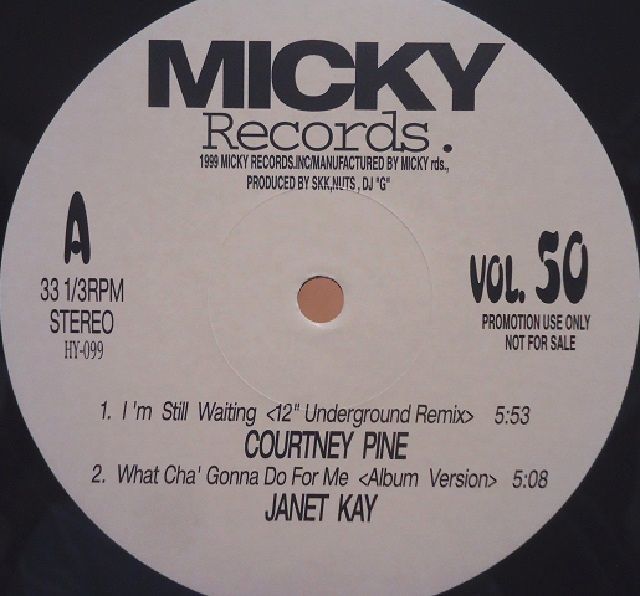 MICKY
Records.
1999 MICKY RECORDS.INC/MANUFACTURED BY MICKY rds.,
PRODUCED BY SKK,NUTS , DJ "G"
A
33 1/3RPM
STEREO
HY-099
VOL. 50
PROMOTION USE ONLY
NOT FOR SALE
1. I'm Still Waiting <12" Underground Remix> 5:53
COURTNEY PINE
2. What Cha' Gonna Do For Me <Album Version> 5:08
JANET KAY